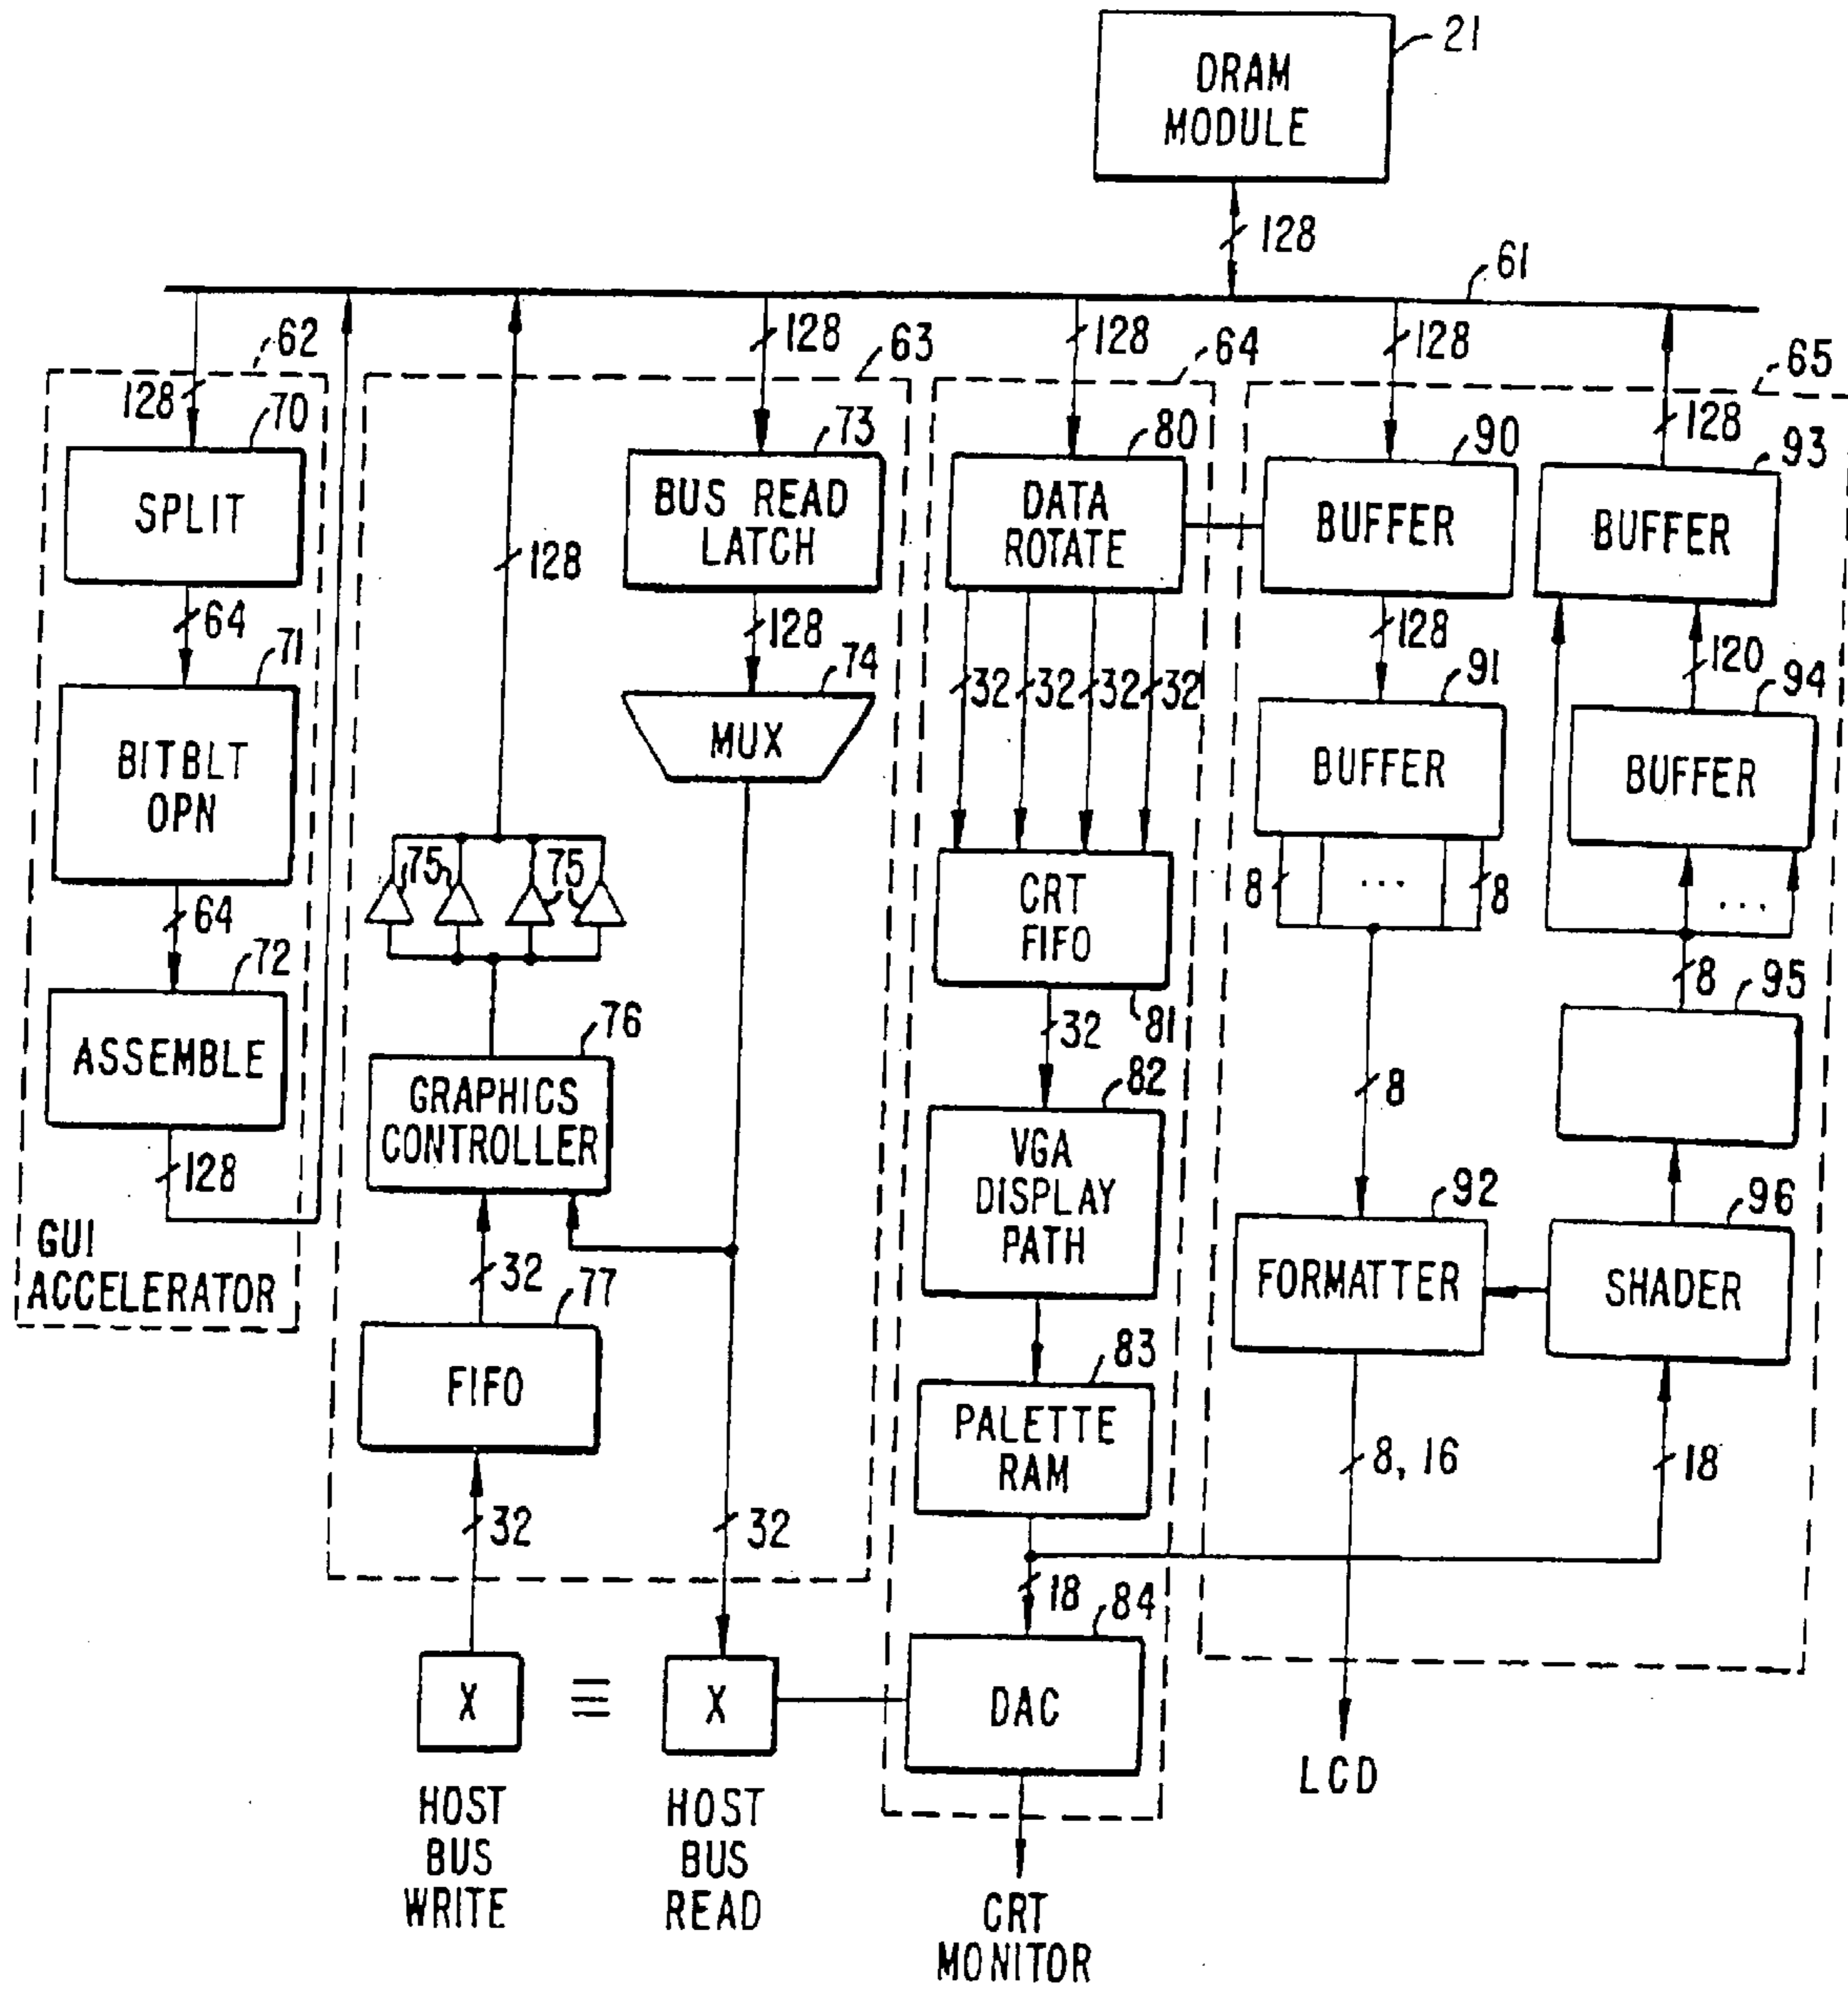 DRAM
MODULE
21
128
61
128
62
70
SPLIT
64
71
BITBLT
OPN
64
72
ASSEMBLE
128
GUI
ACCELERATOR
128
63
73
BUS READ
LATCH
128
74
MUX
128
75
75
76
GRAPHICS
CONTROLLER
32
77
FIFO
32
32
X
≡
X
HOST
BUS
WRITE
HOST
BUS
READ
128
64
80
DATA
ROTATE
32
32
32
32
CRT
FIFO
81
32
82
VGA
DISPLAY
PATH
83
PALETTE
RAM
18
84
DAC
CRT
MONITOR
128
65
90
BUFFER
128
91
BUFFER
8
...
8
8
92
FORMATTER
8, 16
LCD
128
93
BUFFER
120
94
BUFFER
...
8
95
96
SHADER
18